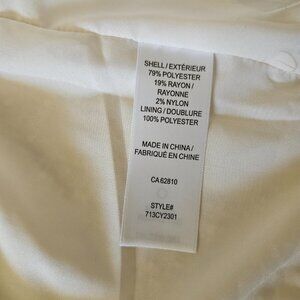 SHELL / EXTÉRIEUR
79% POLYESTER
19% RAYON /
RAYONNE
2% NYLON
LINING / DOUBLURE
100% POLYESTER
MADE IN CHINA /
FABRIQUÉ EN CHINE
CA 62810
STYLE#
713CY2301